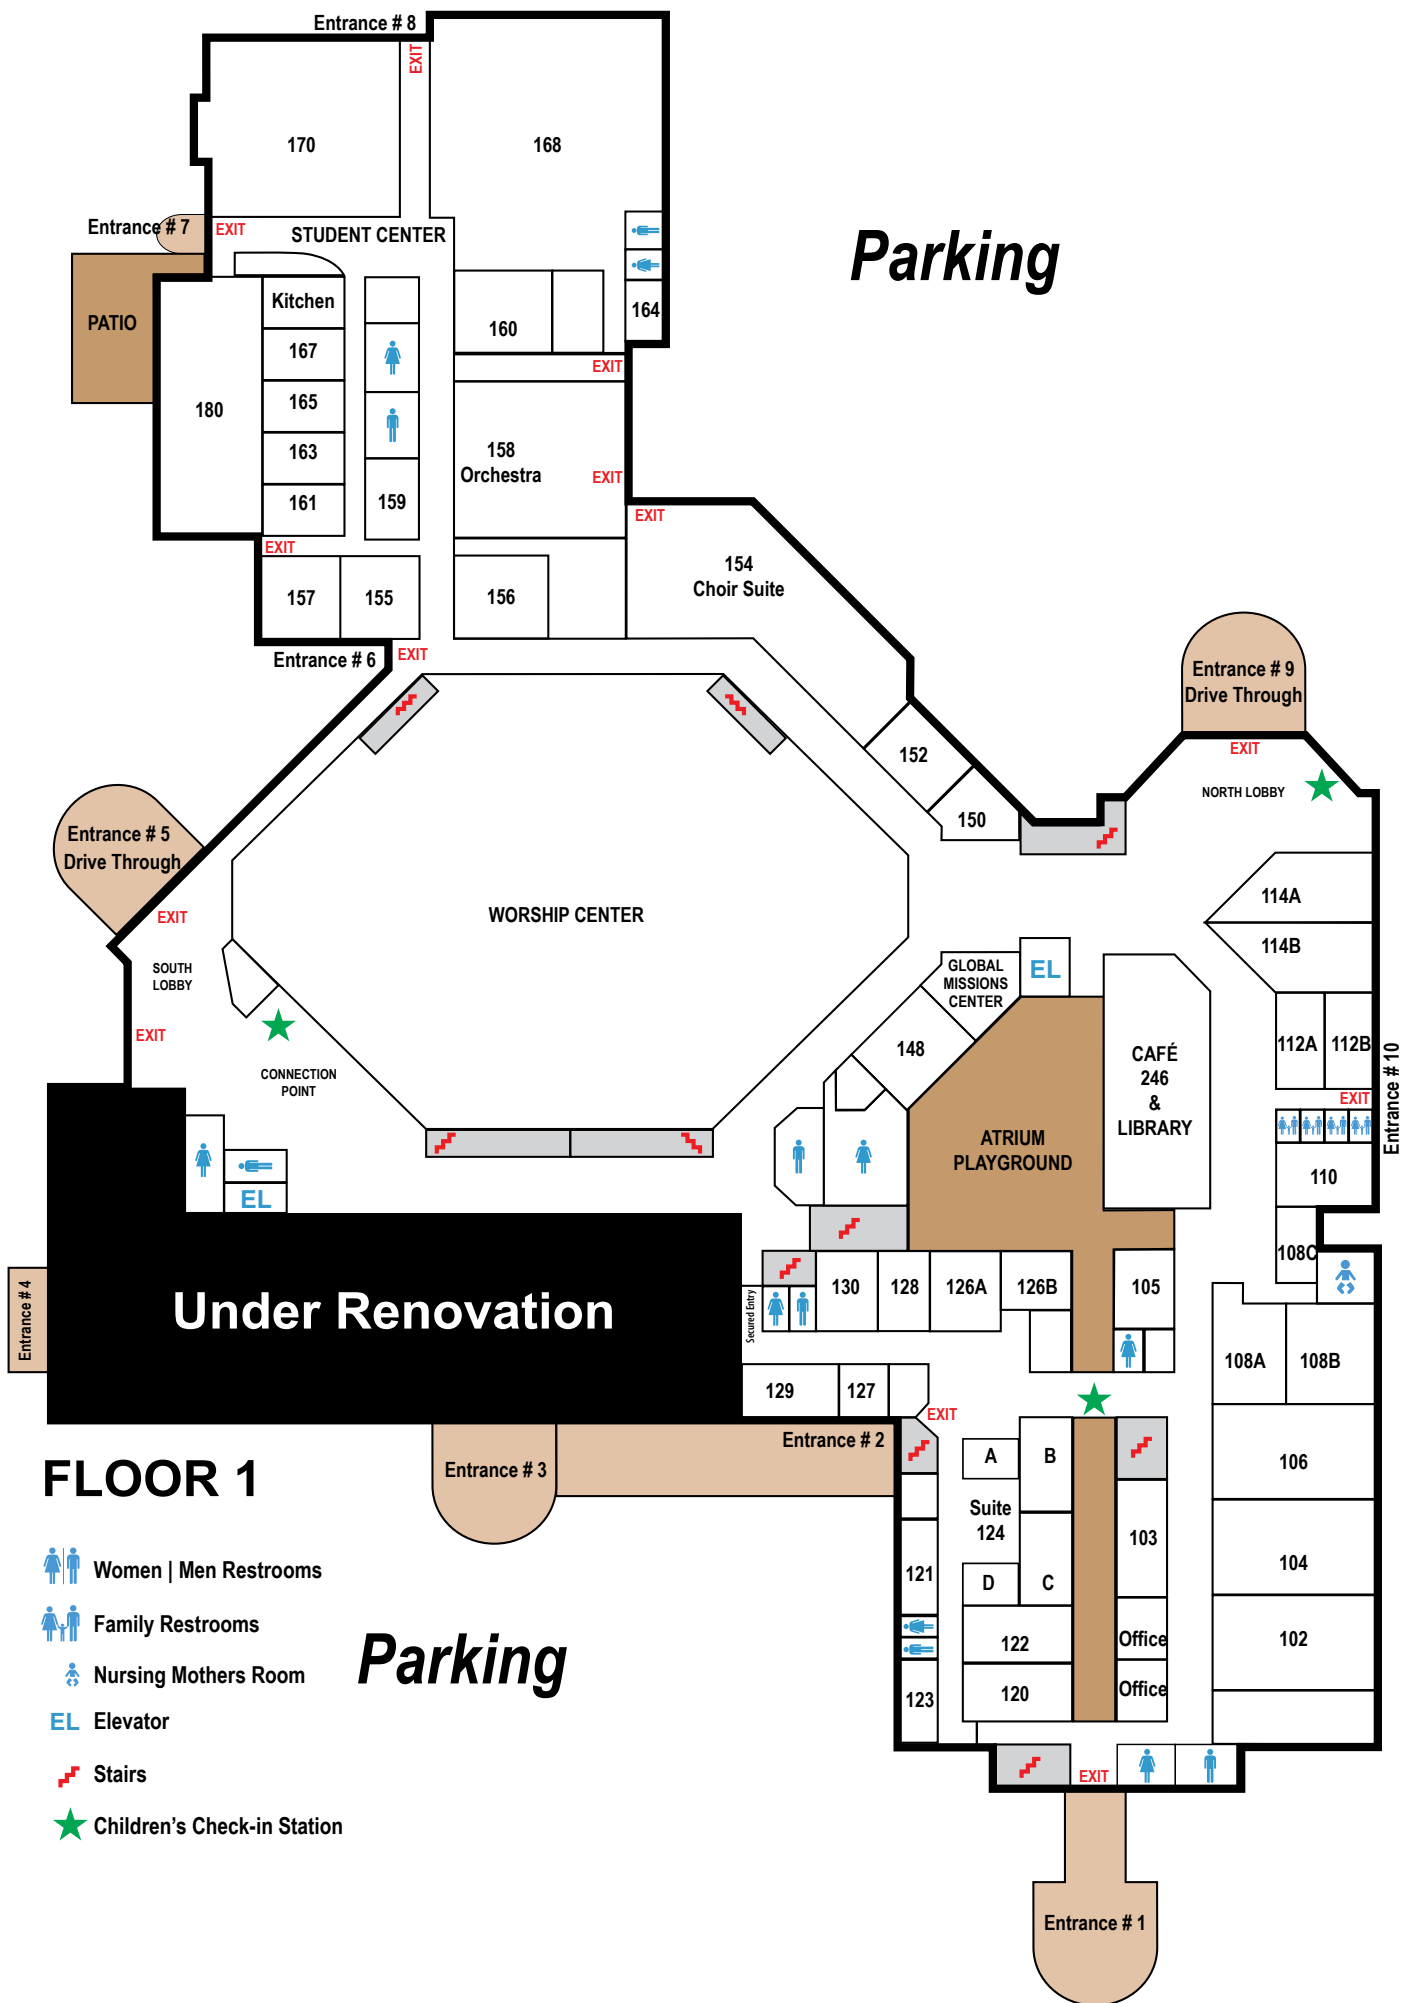 Entrance # 8
EXIT
170
168
Entrance # 7
EXIT
STUDENT CENTER
Parking
PATIO
Kitchen
160
164
167
EXIT
180
165
163
158
Orchestra
EXIT
161
159
EXIT
EXIT
154
Choir Suite
157
155
156
Entrance # 6
EXIT
Entrance # 9
Drive Through
EXIT
152
NORTH LOBBY
150
Entrance # 5
Drive Through
EXIT
WORSHIP CENTER
114A
114B
SOUTH
LOBBY
GLOBAL
MISSIONS
CENTER
EL
EXIT
148
CAFÉ
246
&
LIBRARY
112A
112B
CONNECTION
POINT
EXIT
Entrance # 10
ATRIUM
PLAYGROUND
110
EL
108C
Entrance # 4
Under Renovation
Secured Entry
130
128
126A
126B
105
108A
108B
129
127
EXIT
Entrance # 2
Entrance # 3
FLOOR 1
A
B
106
Suite
124
103
121
D
C
104
122
Office
102
123
120
Office
Women | Men Restrooms
Family Restrooms
Parking
Nursing Mothers Room
EL Elevator
Stairs
EXIT
Children's Check-in Station
Entrance # 1